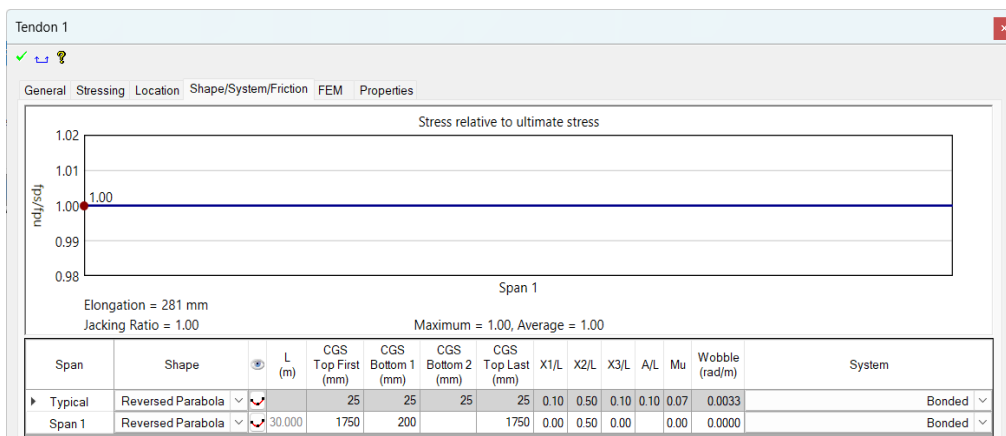 Tendon 1
General Stressing Location Shape/System/Friction FEM Properties
Stress relative to ultimate stress
1.02
1.01
1.00
0.99
0.98
fps/fpu
1.00
Span 1
Elongation = 281 mm
Jacking Ratio = 1.00 Maximum = 1.00, Average = 1.00
Span Shape L (m) CGS Top First (mm) CGS Bottom 1 (mm) CGS Bottom 2 (mm) CGS Top Last (mm) X1/L X2/L X3/L A/L Mu Wobble (rad/m) System
Typical Reversed Parabola 25 25 25 25 0.10 0.50 0.10 0.10 0.07 0.0033 Bonded
Span 1 Reversed Parabola 30.000 1750 200 1750 0.00 0.50 0.00 0.00 0.0000 Bonded